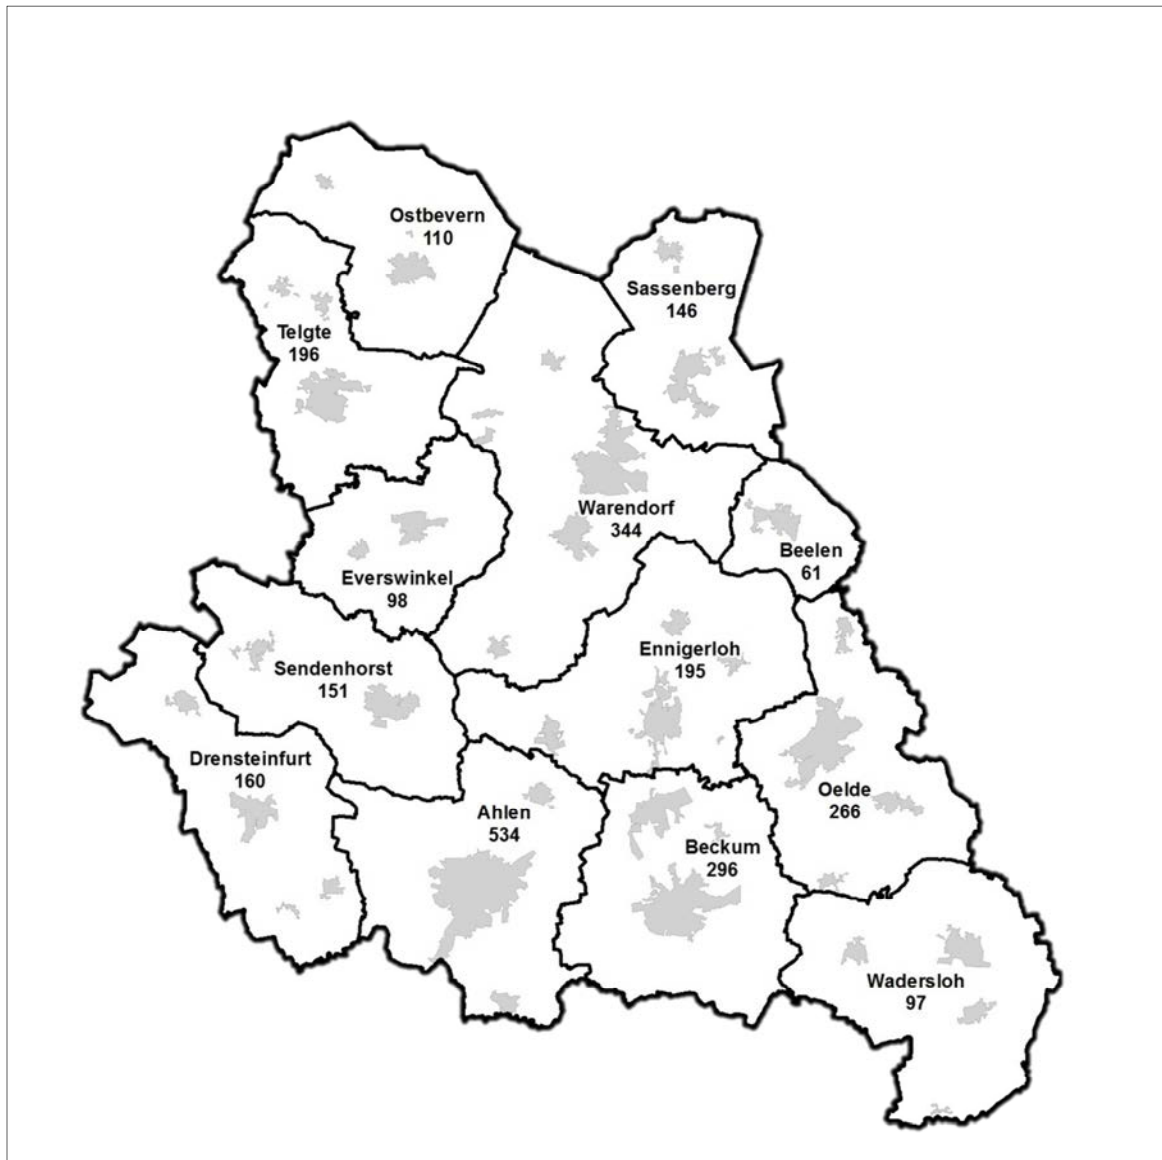 Ostbevern
110
Sassenberg
146
Telgte
196
Warendorf
344
Beelen
61
Everswinkel
98
Ennigerloh
195
Sendenhorst
151
Drensteinfurt
160
Oelde
266
Ahlen
534
Beckum
296
Wadersloh
97